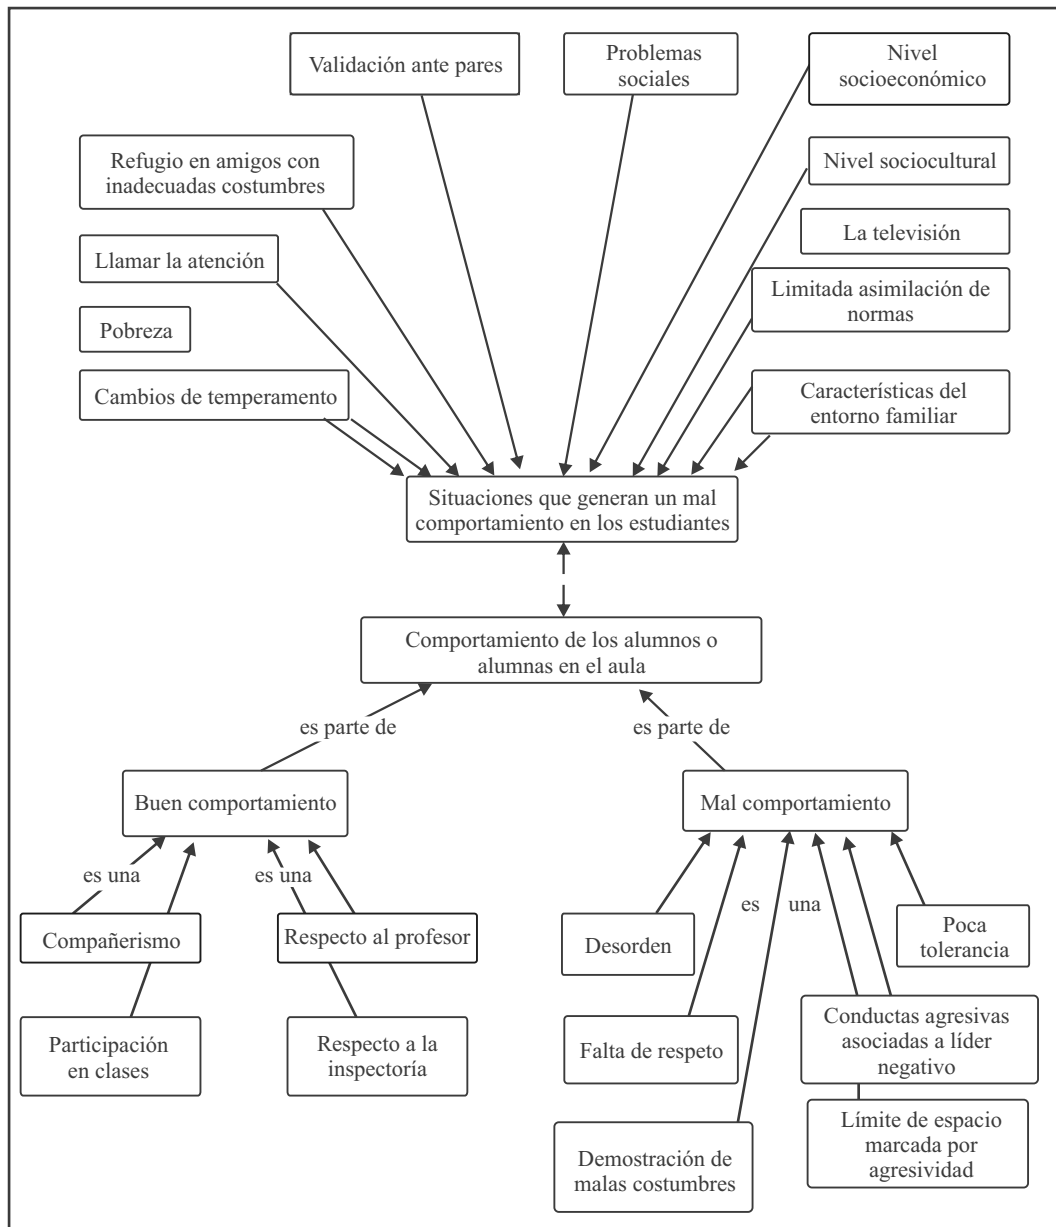 Validación ante pares
Problemas
sociales
Nivel
socioeconómico
Refugio en amigos con
inadecuadas costumbres
Nivel sociocultural
La televisión
Llamar la atención
Limitada asimilación de
normas
Pobreza
Cambios de temperamento
Características del
entorno familiar
Situaciones que generan un mal
comportamiento en los estudiantes
Comportamiento de los alumnos o
alumnas en el aula
es parte de
es parte de
Buen comportamiento
Mal comportamiento
es una
es una
es una
Compañerismo
Respecto al profesor
Desorden
Poca
tolerancia
Participación
en clases
Respecto a la
inspectoría
Falta de respeto
Conductas agresivas
asociadas a líder
negativo
Demostración de
malas costumbres
Límite de espacio
marcada por
agresividad